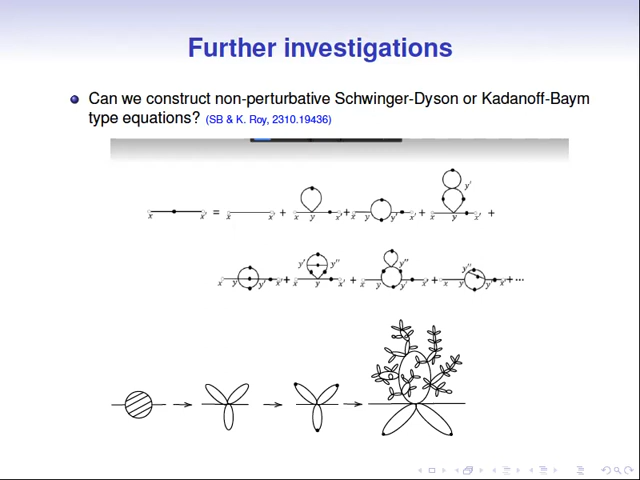 Further investigations
Can we construct non-perturbative Schwinger-Dyson or Kadanoff-Baym
type equations? (SB & K. Roy, 2310.19436)
x x' = x x' + x y x' + x y y' x' + x y y' x' +
x y y' x' + x y y' y'' x' + x y y' y'' x' + x y y' y'' x' + ...